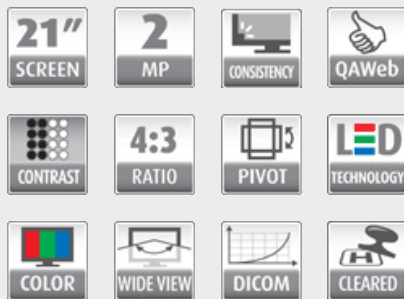 21" 2
SCREEN MP CONSISTENCY QAWeb
4:3 LED
CONTRAST RATIO PIVOT TECHNOLOGY
COLOR WIDE VIEW DICOM CLEARED